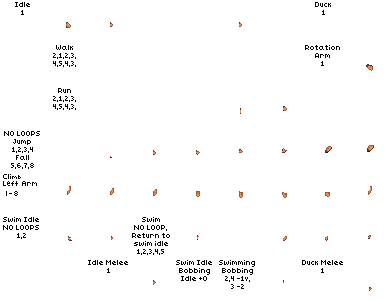 Idle
1
Duck
1
Walk
2,1,2,3,
4,5,4,3,
Rotation
Arm
1
Run
2,1,2,3,
4,5,4,3,
NO LOOPS
Jump
1,2,3,4
Fall
5,6,7,8
Climb
Left Arm
1-8
Swim Idle
NO LOOPS
1,2
Swim
NO LOOP,
Return to
swim idle
1,2,3,4,5
Idle Melee
1
Swim Idle
Bobbing
Idle +0
Swimming
Bobbing
2,4 -1v,
3 -2
Duck Melee
1